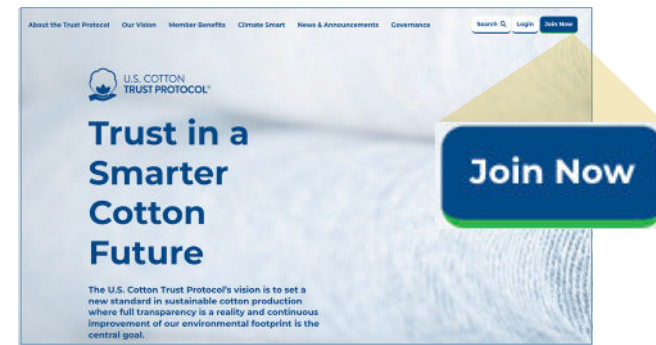 About the Trust Protocol Our Vision Member Benefits Climate Smart News & Announcements Governance Search Login Join Now
U.S. COTTON
TRUST PROTOCOL®
Trust in a
Smarter
Cotton
Future
Join Now
The U.S. Cotton Trust Protocol's vision is to set a
new standard in sustainable cotton production
where full transparency is a reality and continuous
improvement of our environmental footprint is the
central goal.